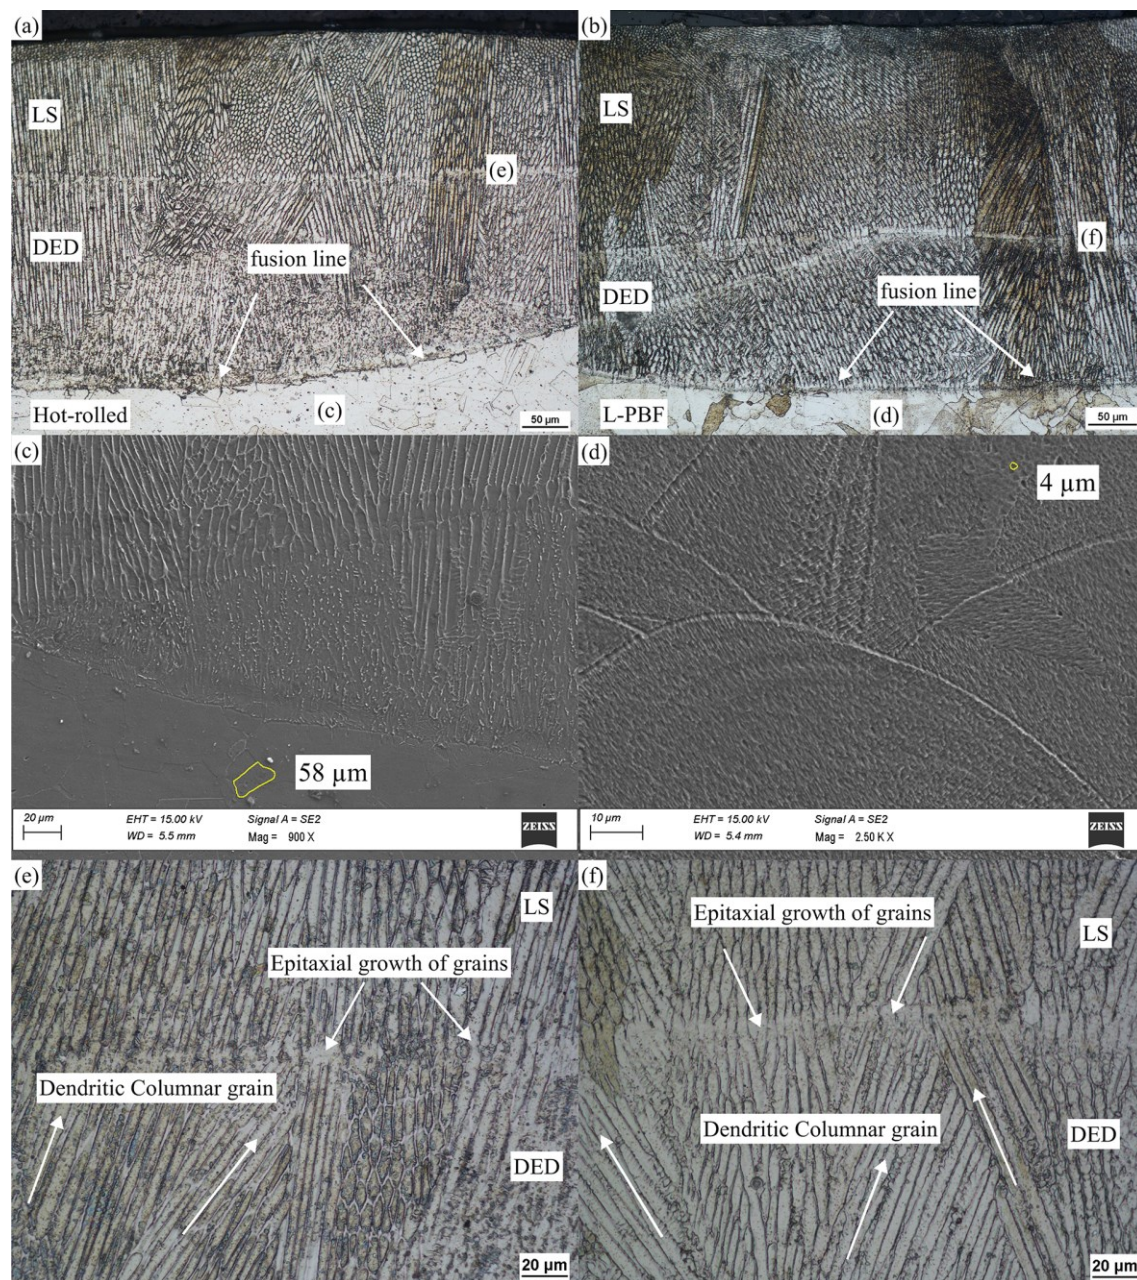 (a)
LS
(e)
DED
fusion line
Hot-rolled
(c)
50 µm
(b)
LS
(f)
DED
fusion line
L-PBF
(d)
50 µm
(c)
58 µm
20 µm
EHT = 15.00 kV
Signal A = SE2
WD = 5.5 mm
Mag = 900 X
ZEISS
(d)
4 µm
10 µm
EHT = 15.00 kV
Signal A = SE2
WD = 5.4 mm
Mag = 2.50 K X
ZEISS
(e)
LS
Epitaxial growth of grains
Dendritic Columnar grain
DED
20 µm
(f)
Epitaxial growth of grains
LS
Dendritic Columnar grain
DED
20 µm